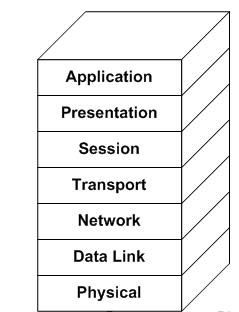 Application
Presentation
Session
Transport
Network
Data Link
Physical